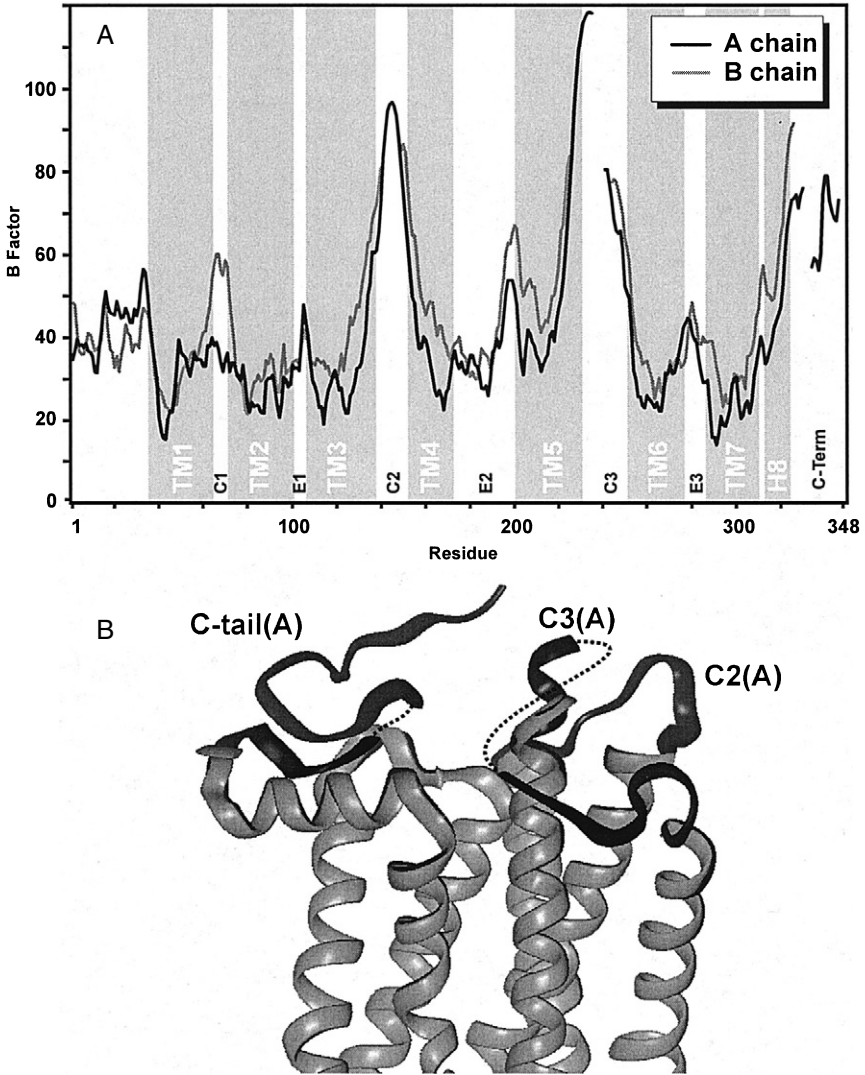 A
A chain
B chain
100
80
60
40
20
0
B Factor
TM1
C1
TM2
E1
TM3
C2
TM4
E2
TM5
C3
TM6
E3
TM7
H8
C-Term
1
100
200
300
348
Residue
B
C-tail(A)
C3(A)
C2(A)